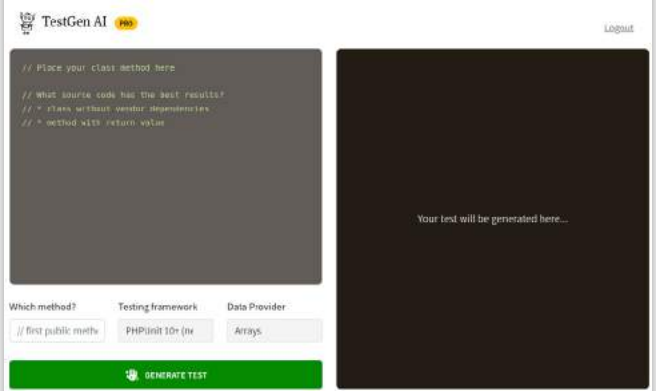 TestGen AI PRO
Logout
// Place your class method here
// What source code has the best results?
// * class without vendor dependencies
// * method with return value
Your test will be generated here...
Which method? Testing framework Data Provider
// first public metho PHPUnit 10+ (ne Arrays
GENERATE TEST